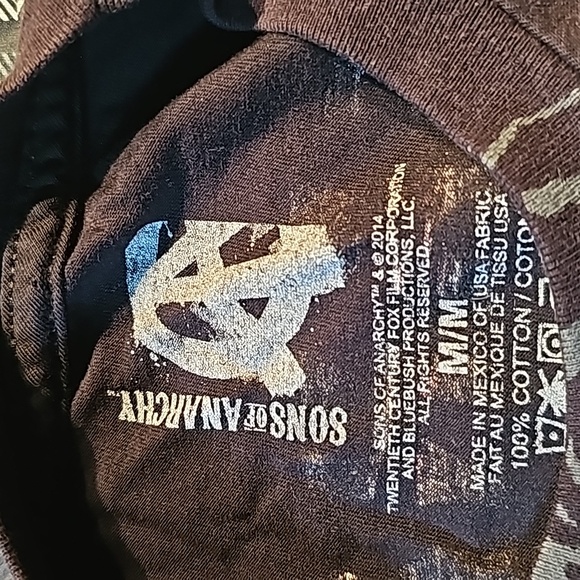 SONS OF ANARCHY™
SONS OF ANARCHY™ & © 2014
TWENTIETH CENTURY FOX FILM CORPORATION
AND BLUEBUSH PRODUCTIONS, LLC.
ALL RIGHTS RESERVED.
M/M
MADE IN MEXICO OF USA FABRIC.
FAIT AU MEXIQUE DE TISSU USA
100% COTTON / COTON